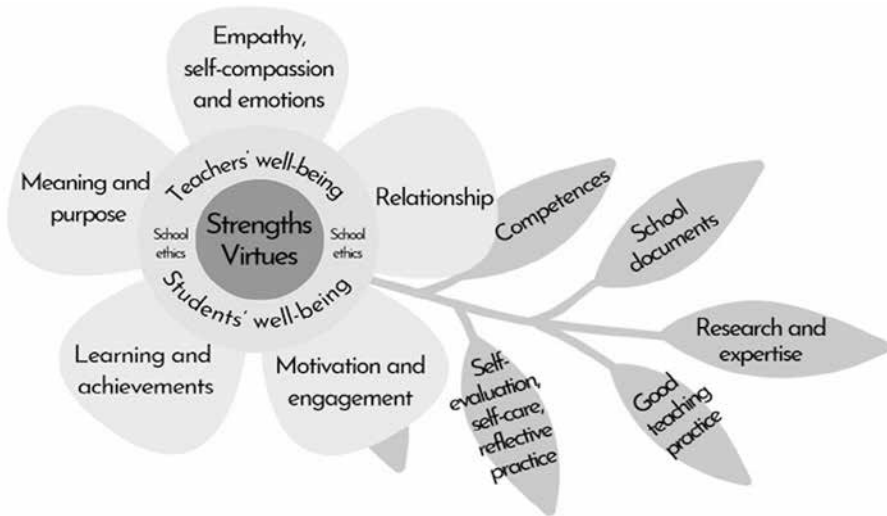 Empathy,
self-compassion
and emotions
Meaning and
purpose
Teachers' well-being
Relationship
School
ethics
Strengths
Virtues
School
ethics
Students' well-being
Learning and
achievements
Motivation and
engagement
Competences
School
documents
Research and
expertise
Good
teaching
practice
Self-
evaluation,
self-care,
reflective
practice